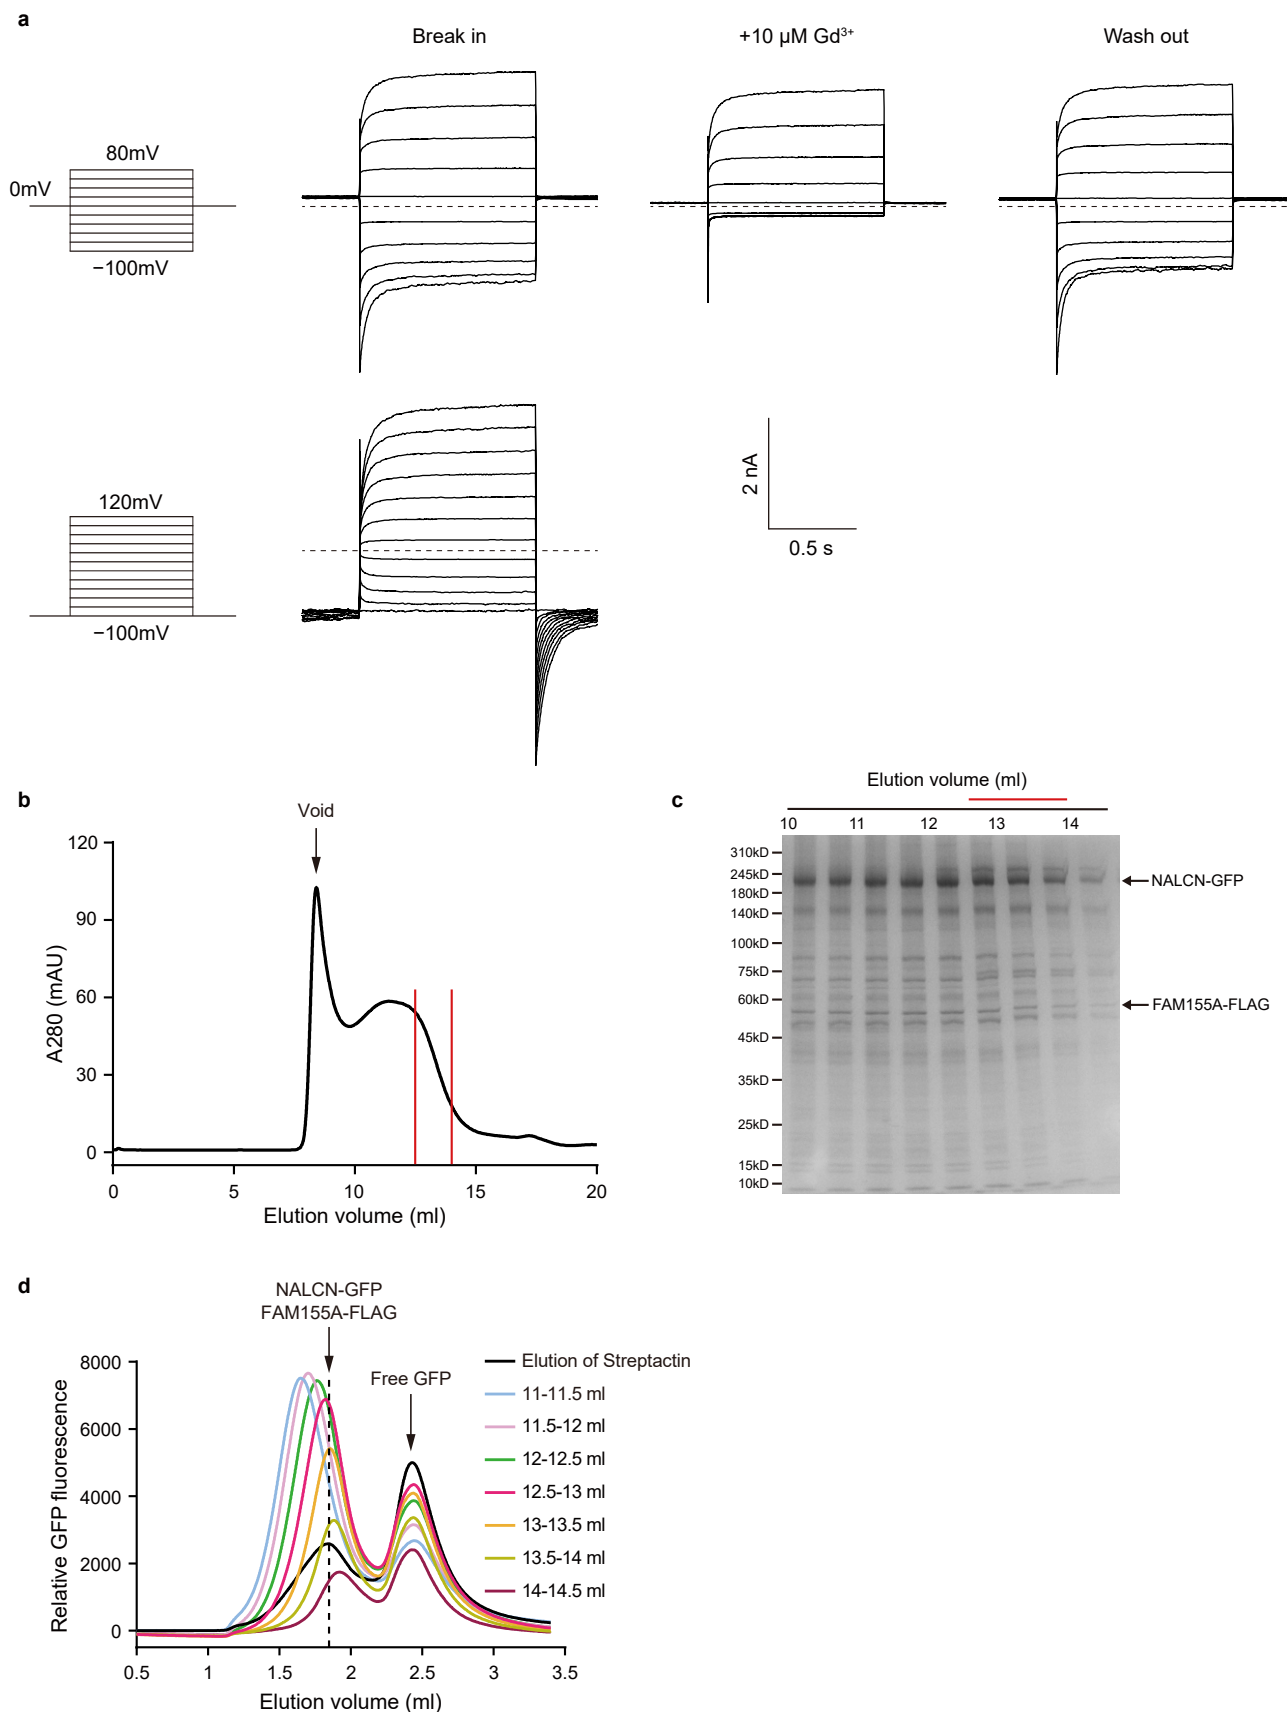 a
Break in
+10 µM Gd³⁺
Wash out
80mV
0mV
−100mV
120mV
−100mV
2 nA
0.5 s
b
Void
120
90
60
30
0
A280 (mAU)
0 5 10 15 20
Elution volume (ml)
c
Elution volume (ml)
10 11 12 13 14
310kD
245kD
180kD
140kD
100kD
75kD
60kD
45kD
35kD
25kD
15kD
10kD
NALCN-GFP
FAM155A-FLAG
d
NALCN-GFP
FAM155A-FLAG
Free GFP
8000
6000
4000
2000
0
Relative GFP fluorescence
0.5 1 1.5 2 2.5 3 3.5
Elution volume (ml)
Elution of Streptactin
11-11.5 ml
11.5-12 ml
12-12.5 ml
12.5-13 ml
13-13.5 ml
13.5-14 ml
14-14.5 ml